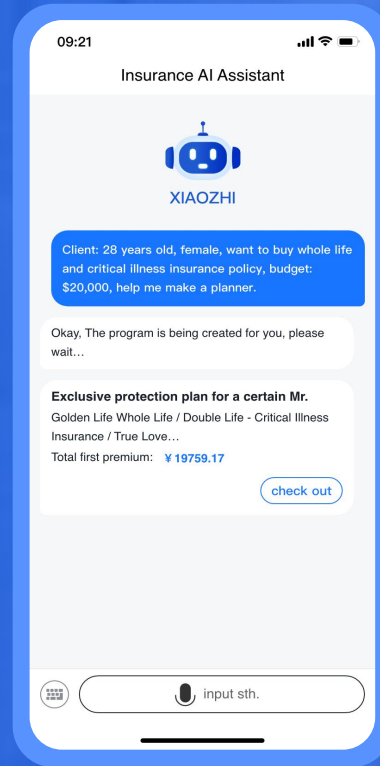 09:21
Insurance AI Assistant
XIAOZHI
Client: 28 years old, female, want to buy whole life
and critical illness insurance policy, budget:
$20,000, help me make a planner.
Okay, The program is being created for you, please
wait...
Exclusive protection plan for a certain Mr.
Golden Life Whole Life / Double Life - Critical Illness
Insurance / True Love...
Total first premium: ¥ 19759.17
check out
input sth.